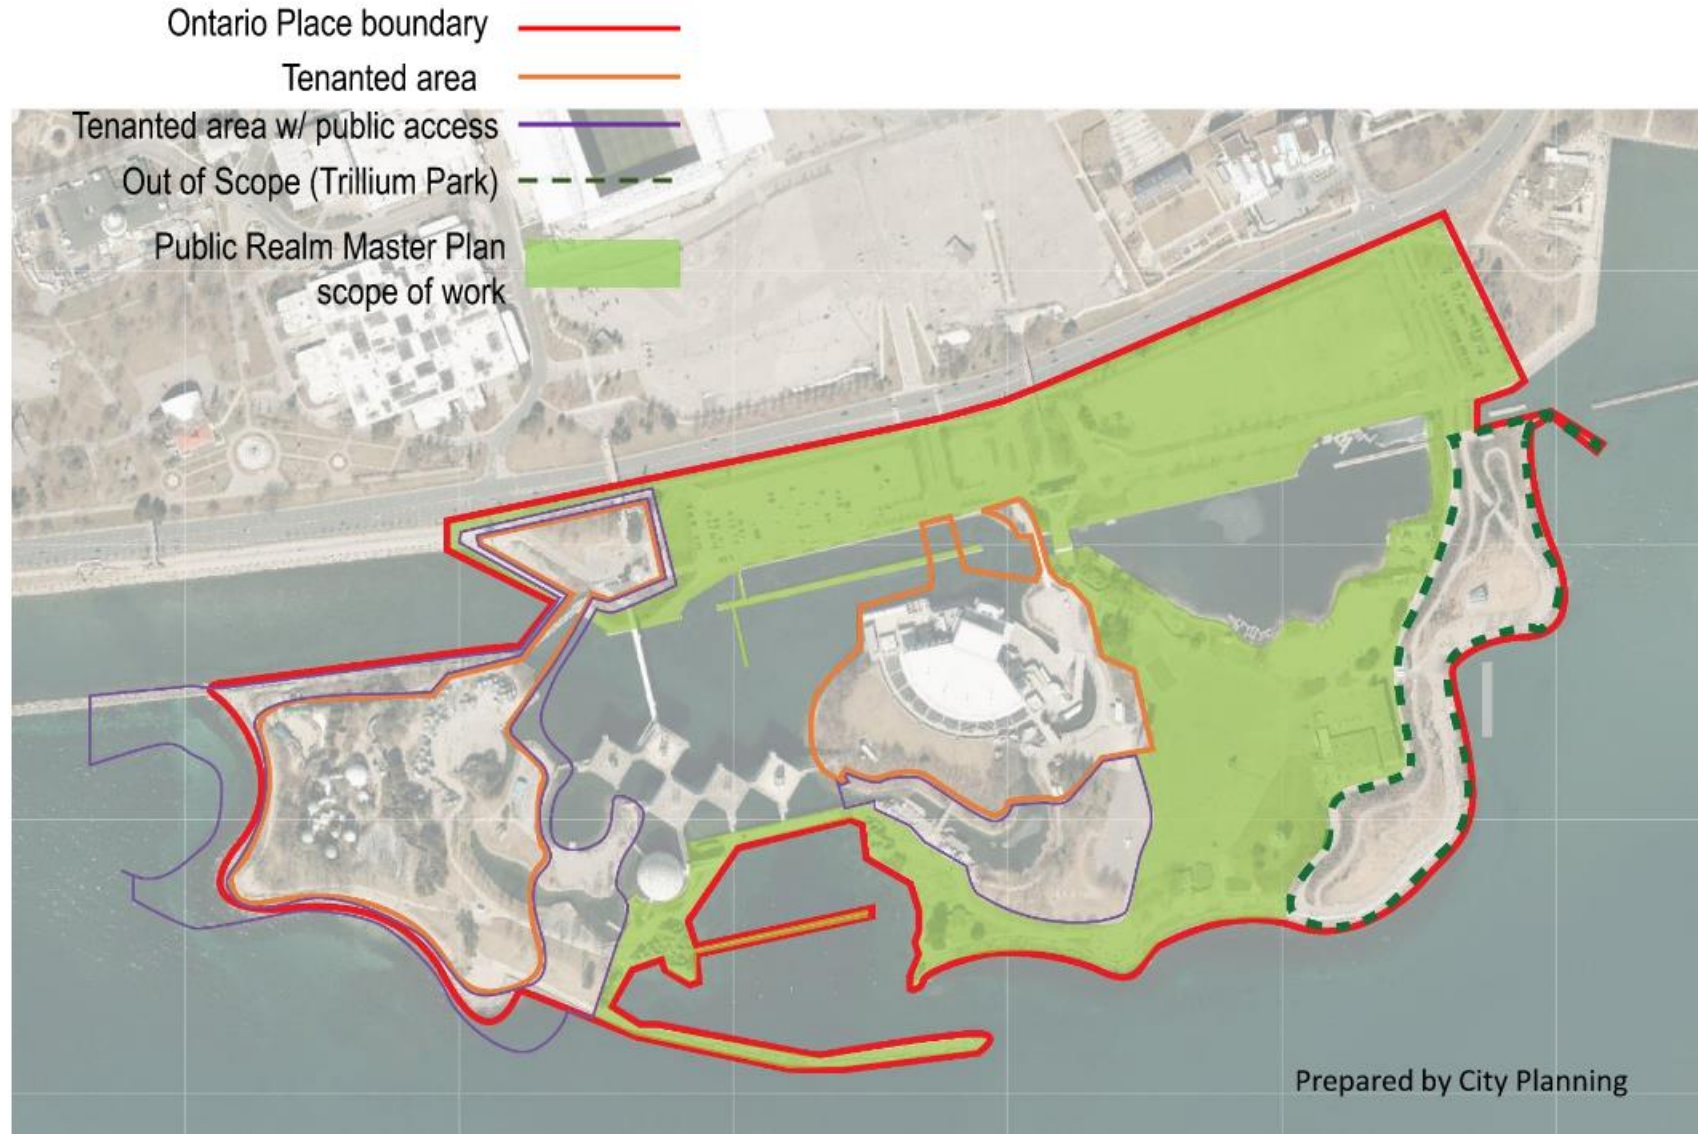 Ontario Place boundary
Tenanted area
Tenanted area w/ public access
Out of Scope (Trillium Park)
Public Realm Master Plan
scope of work
Prepared by City Planning